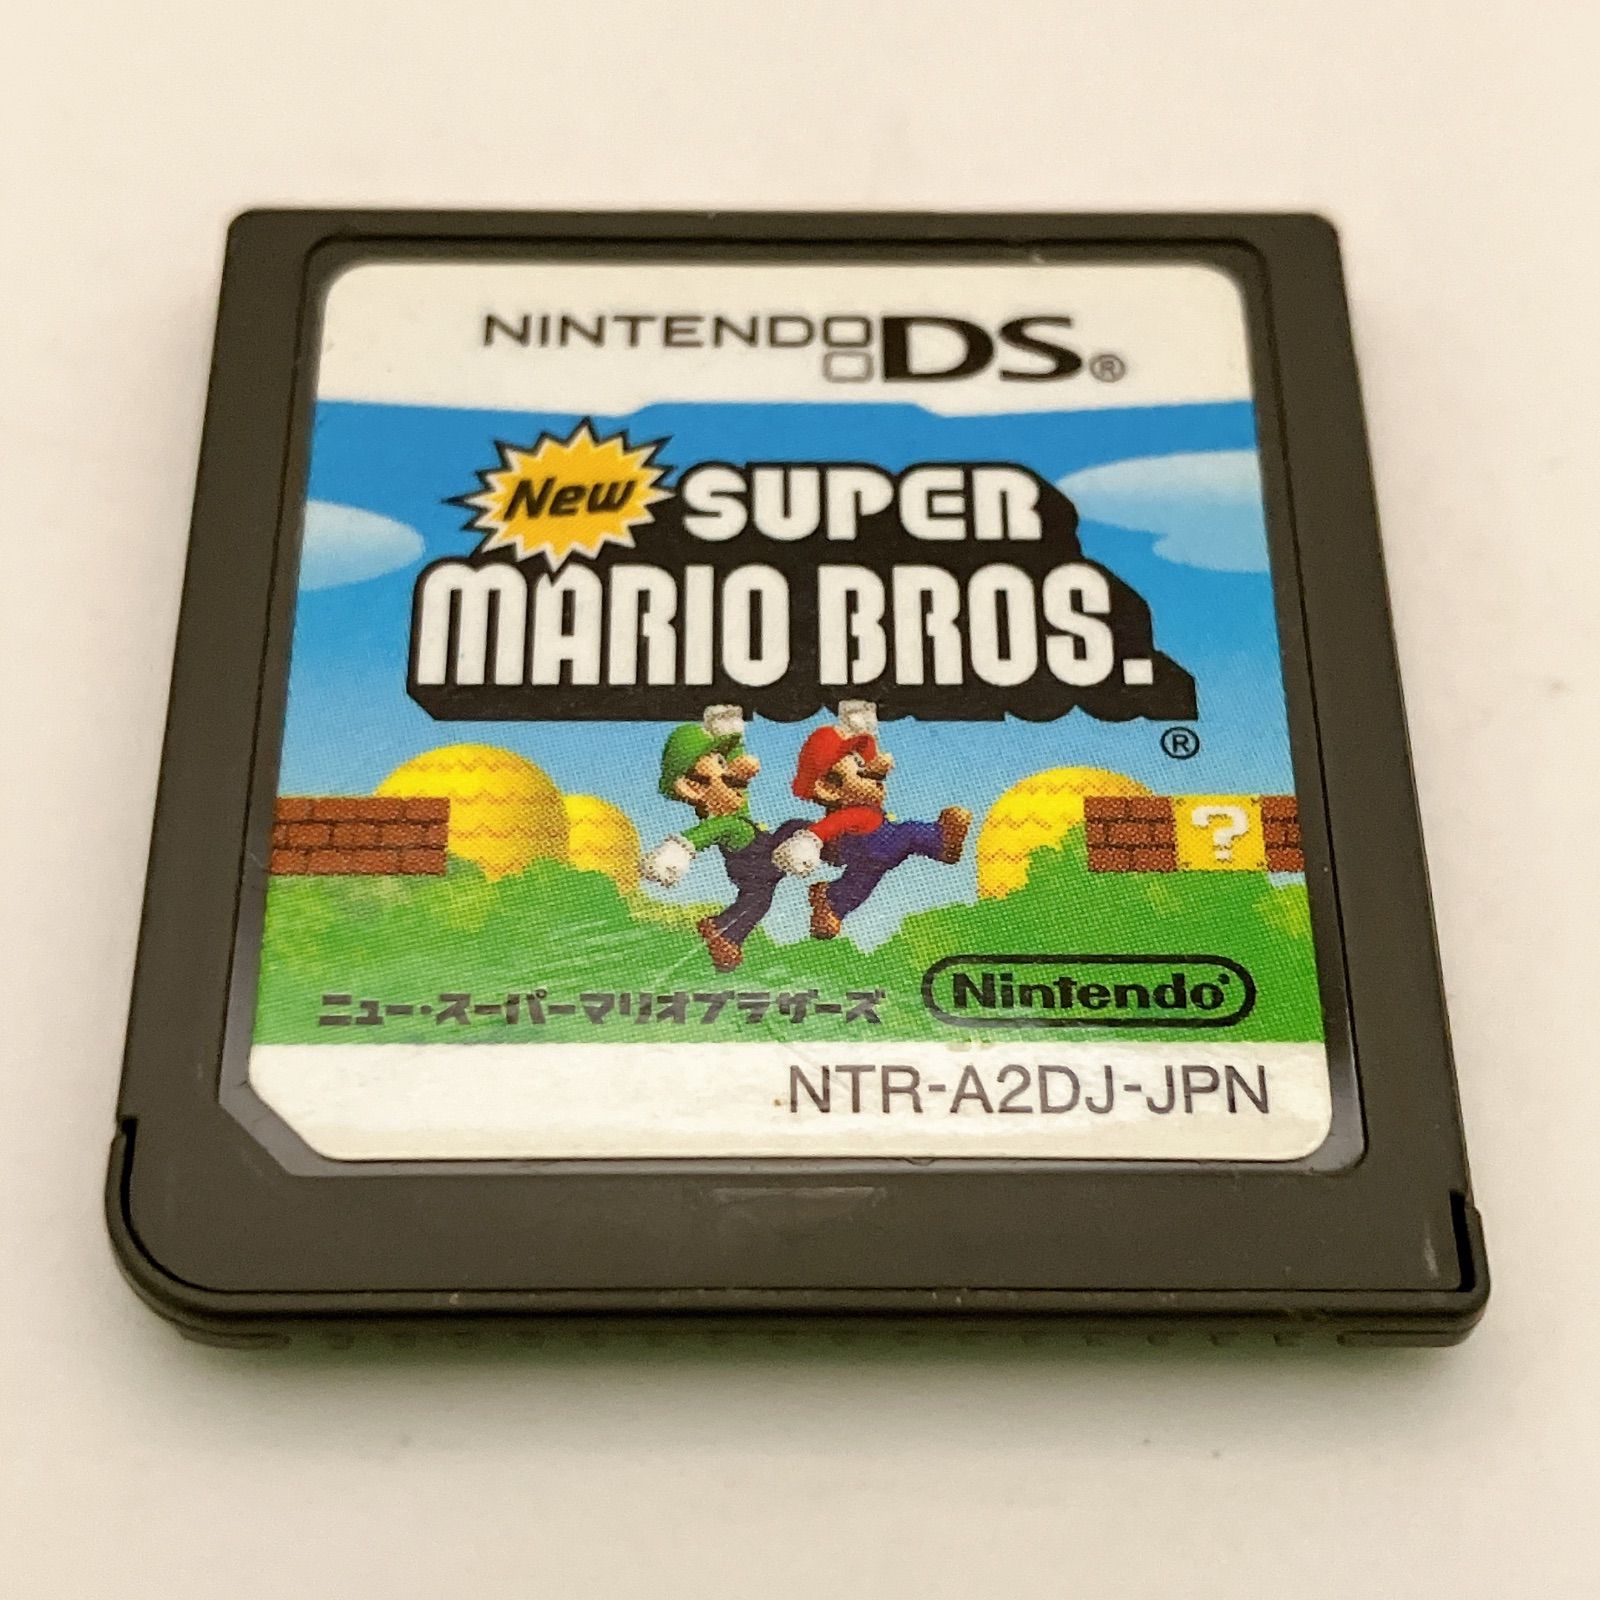 NINTENDO DS®
New SUPER
MARIO BROS.
®
?
ニュー・スーパーマリオブラザーズ
Nintendo®
NTR-A2DJ-JPN